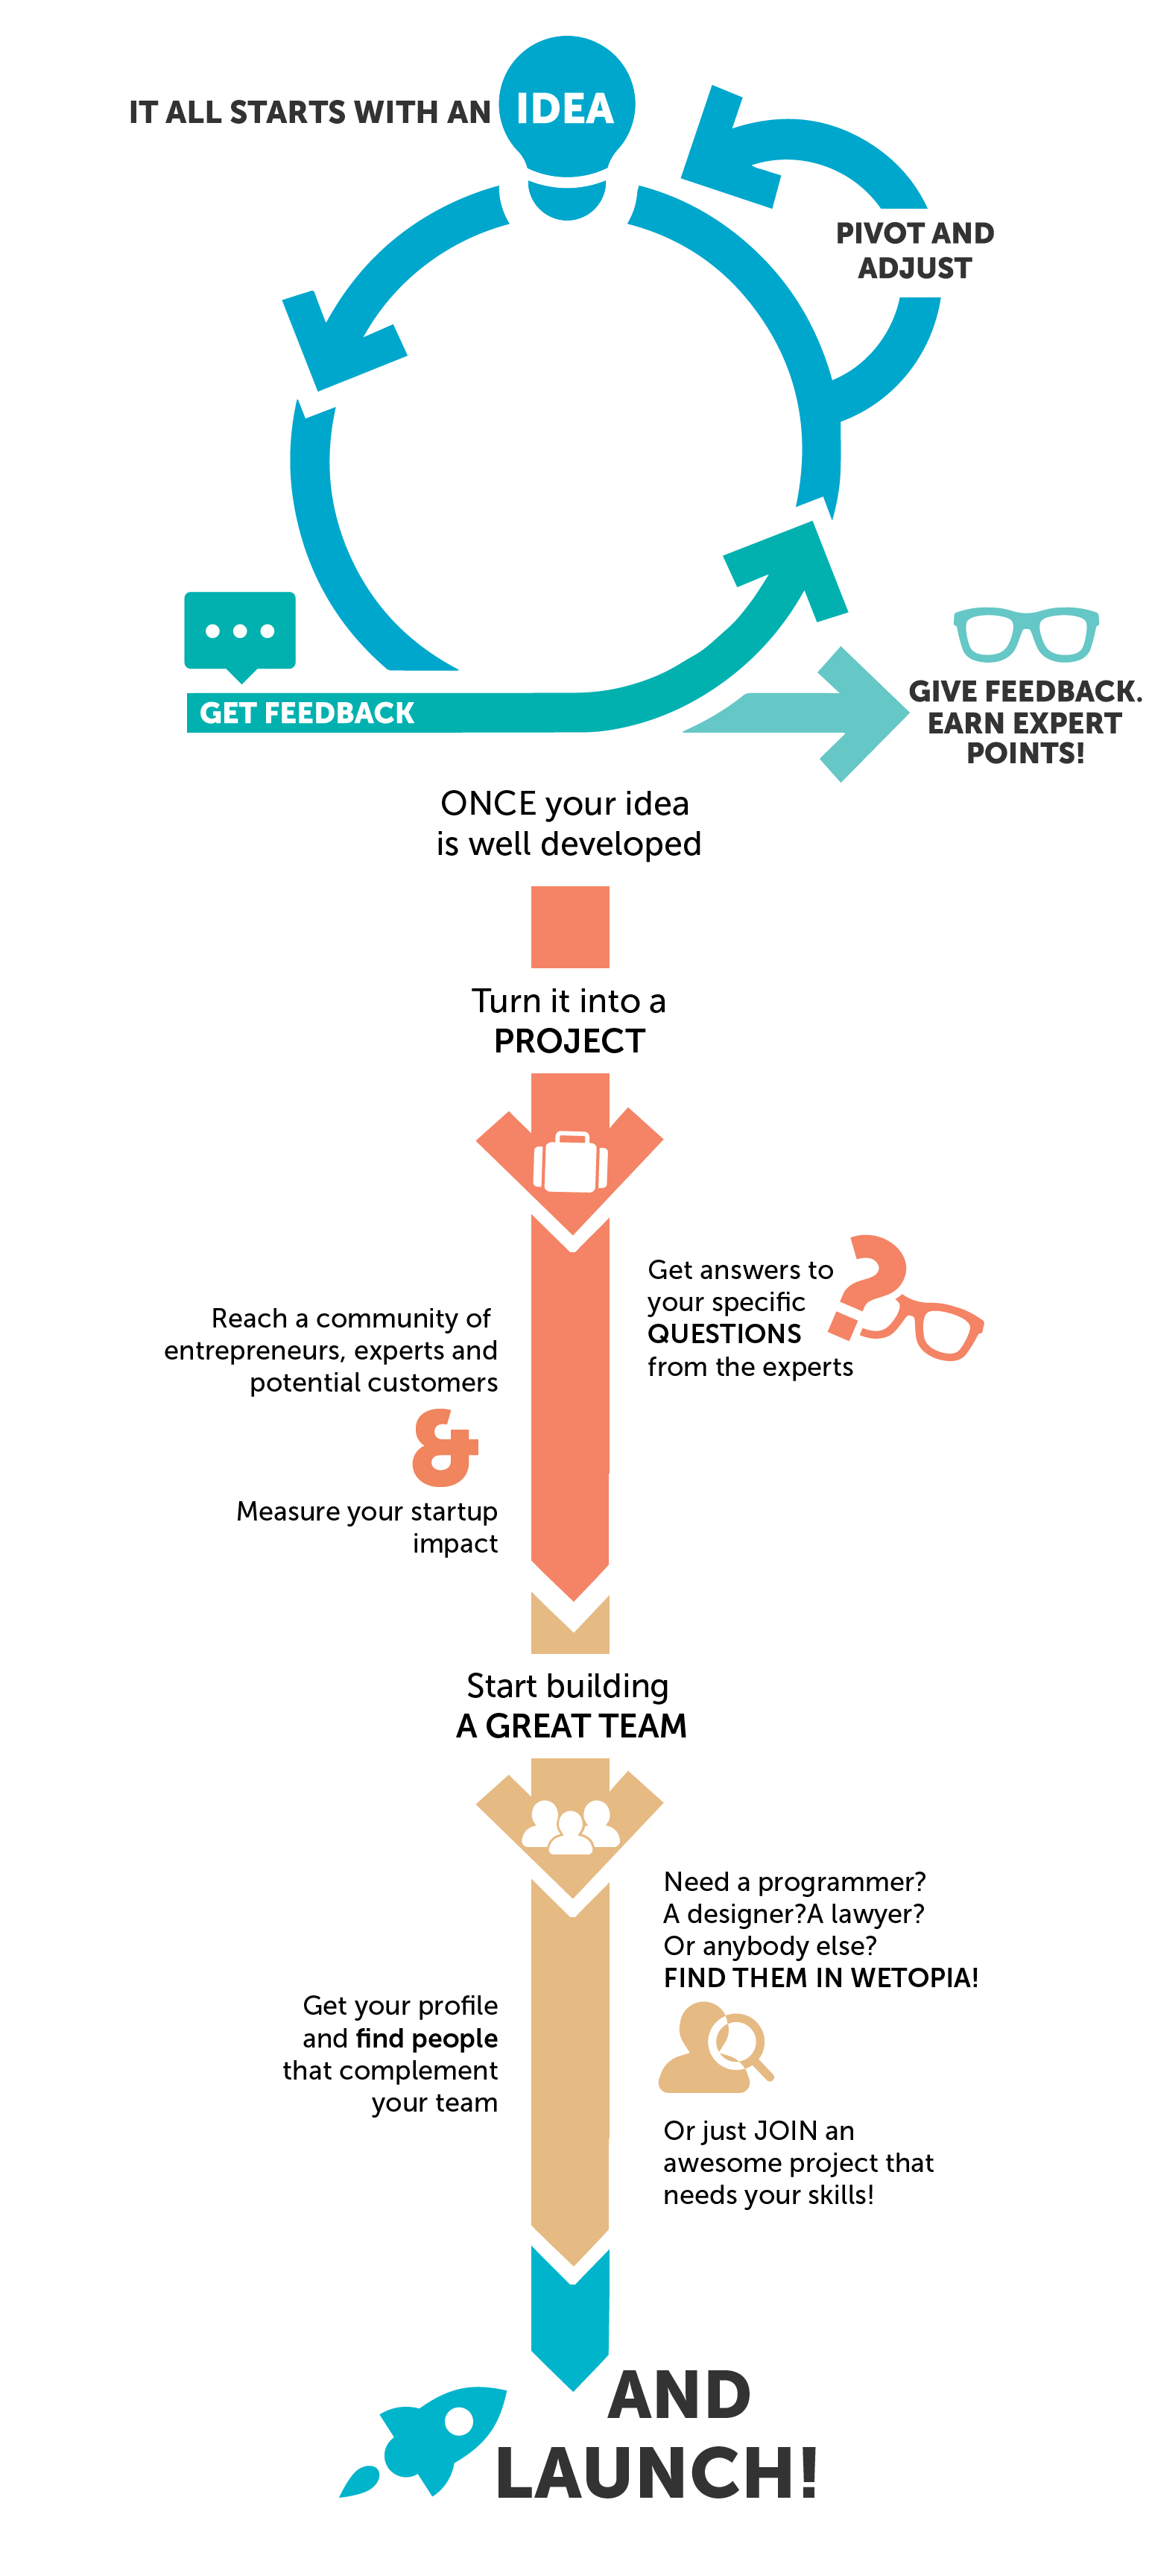 IT ALL STARTS WITH AN IDEA
PIVOT AND
ADJUST
GET FEEDBACK
GIVE FEEDBACK.
EARN EXPERT
POINTS!
ONCE your idea
is well developed
Turn it into a
PROJECT
Get answers to
your specific
QUESTIONS
from the experts
?
Reach a community of
entrepreneurs, experts and
potential customers
&
Measure your startup
impact
Start building
A GREAT TEAM
Need a programmer?
A designer?A lawyer?
Or anybody else?
FIND THEM IN WETOPIA!
Get your profile
and find people
that complement
your team
Or just JOIN an
awesome project that
needs your skills!
AND
LAUNCH!